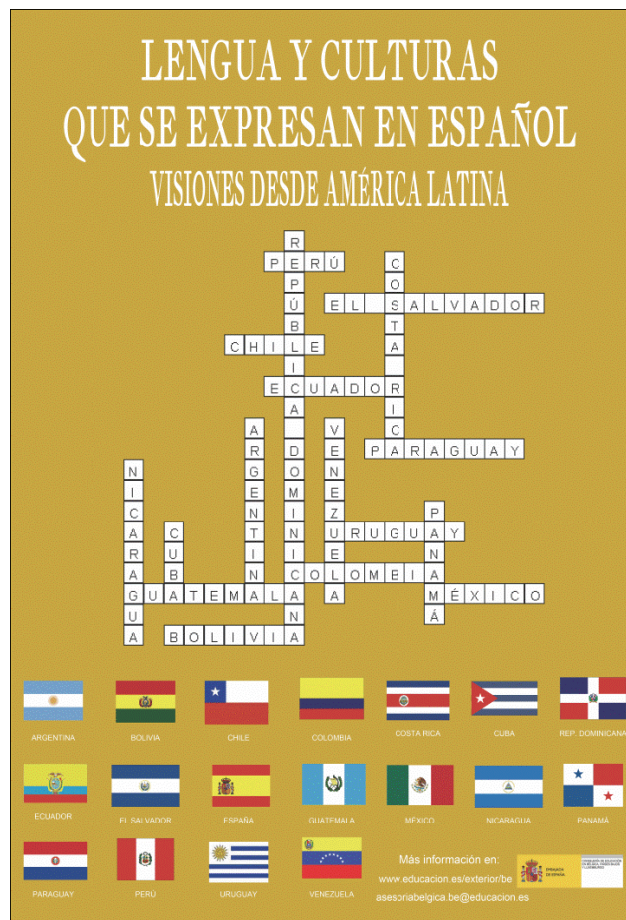 LENGUA Y CULTURAS
QUE SE EXPRESAN EN ESPAÑOL
VISIONES DESDE AMÉRICA LATINA
REPÚBLICA DOMINICANA
PERÚ
COSTA RICA
EL SALVADOR
CHILE
ECUADOR
ARGENTINA
VENEZUELA
PARAGUAY
NICARAGUA
PANAMÁ
CUBA
URUGUAY
COLOMBIA
GUATEMALA
MÉXICO
BOLIVIA
ARGENTINA
BOLIVIA
CHILE
COLOMBIA
COSTA RICA
CUBA
REP. DOMINICANA
ECUADOR
EL SALVADOR
ESPAÑA
GUATEMALA
MÉXICO
NICARAGUA
PANAMÁ
PARAGUAY
PERÚ
URUGUAY
VENEZUELA
Más información en:
www.educacion.es/exterior/be
asesoriabelgica.be@educacion.es
EMBAJADA
DE ESPAÑA